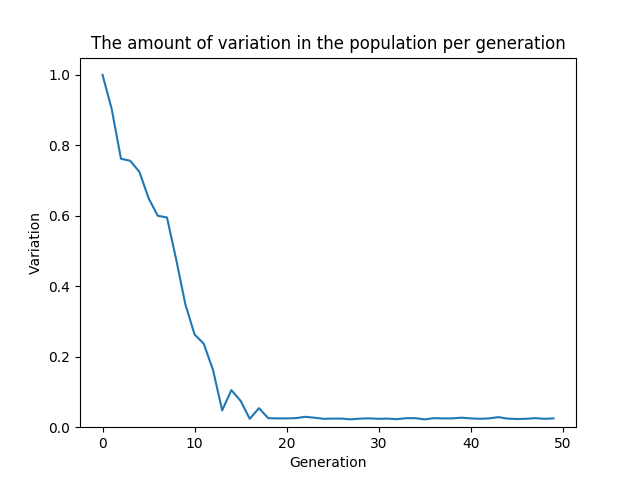 The amount of variation in the population per generation
1.0
0.8
0.6
0.4
0.2
0.0
Variation
0 10 20 30 40 50
Generation